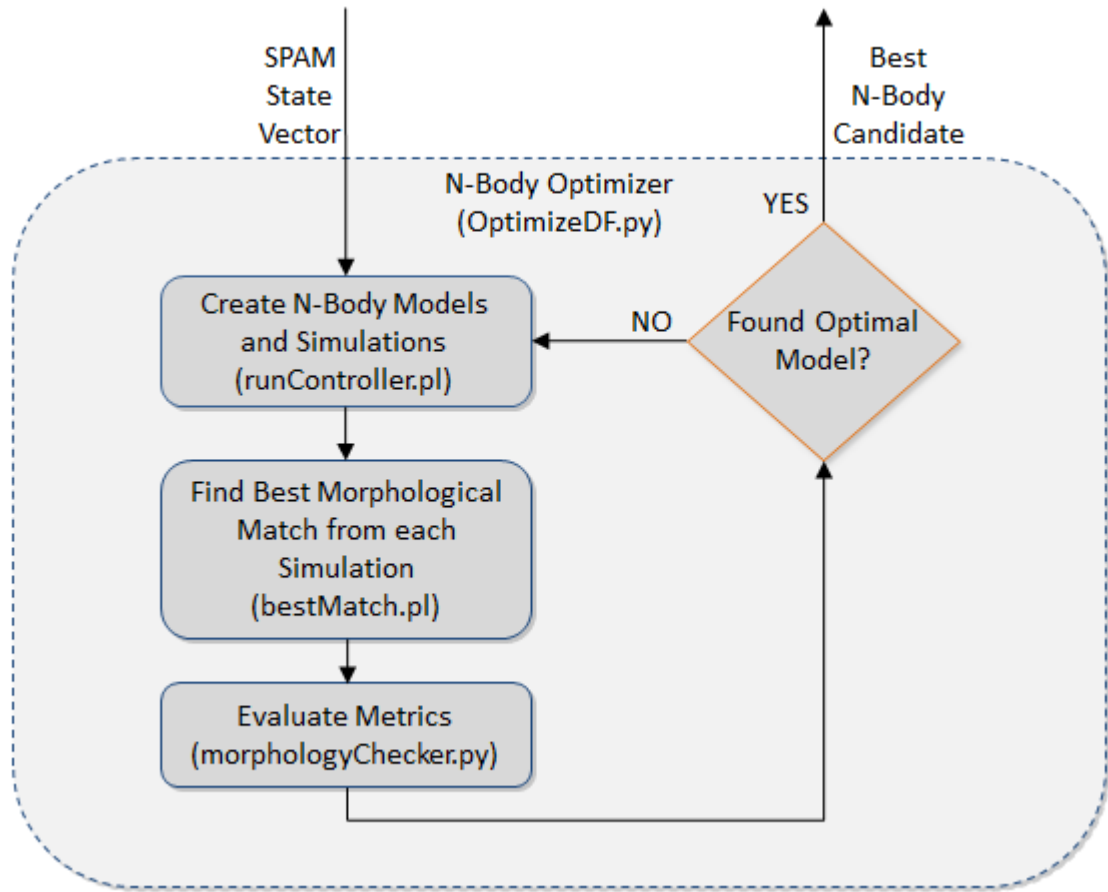 SPAM
State
Vector
Best
N-Body
Candidate
N-Body Optimizer
(OptimizeDF.py)
YES
Create N-Body Models
and Simulations
(runController.pl)
NO
Found Optimal
Model?
Find Best Morphological
Match from each
Simulation
(bestMatch.pl)
Evaluate Metrics
(morphologyChecker.py)